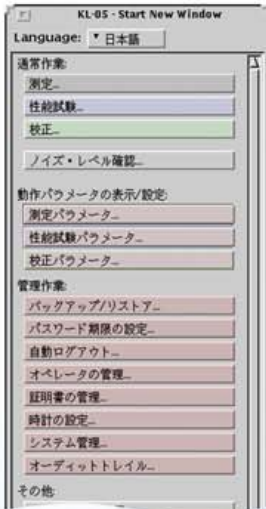 KL-05 - Start New Window
Language: 日本語
通常作業:
測定...
性能試験...
校正...
ノイズ・レベル確認...
動作パラメータの表示/設定:
測定パラメータ...
性能試験パラメータ...
校正パラメータ...
管理作業:
バックアップ/リストア...
パスワード期限の設定...
自動ログアウト...
オペレータの管理...
証明書の管理...
時計の設定...
システム管理...
オーディットトレイル...
その他: